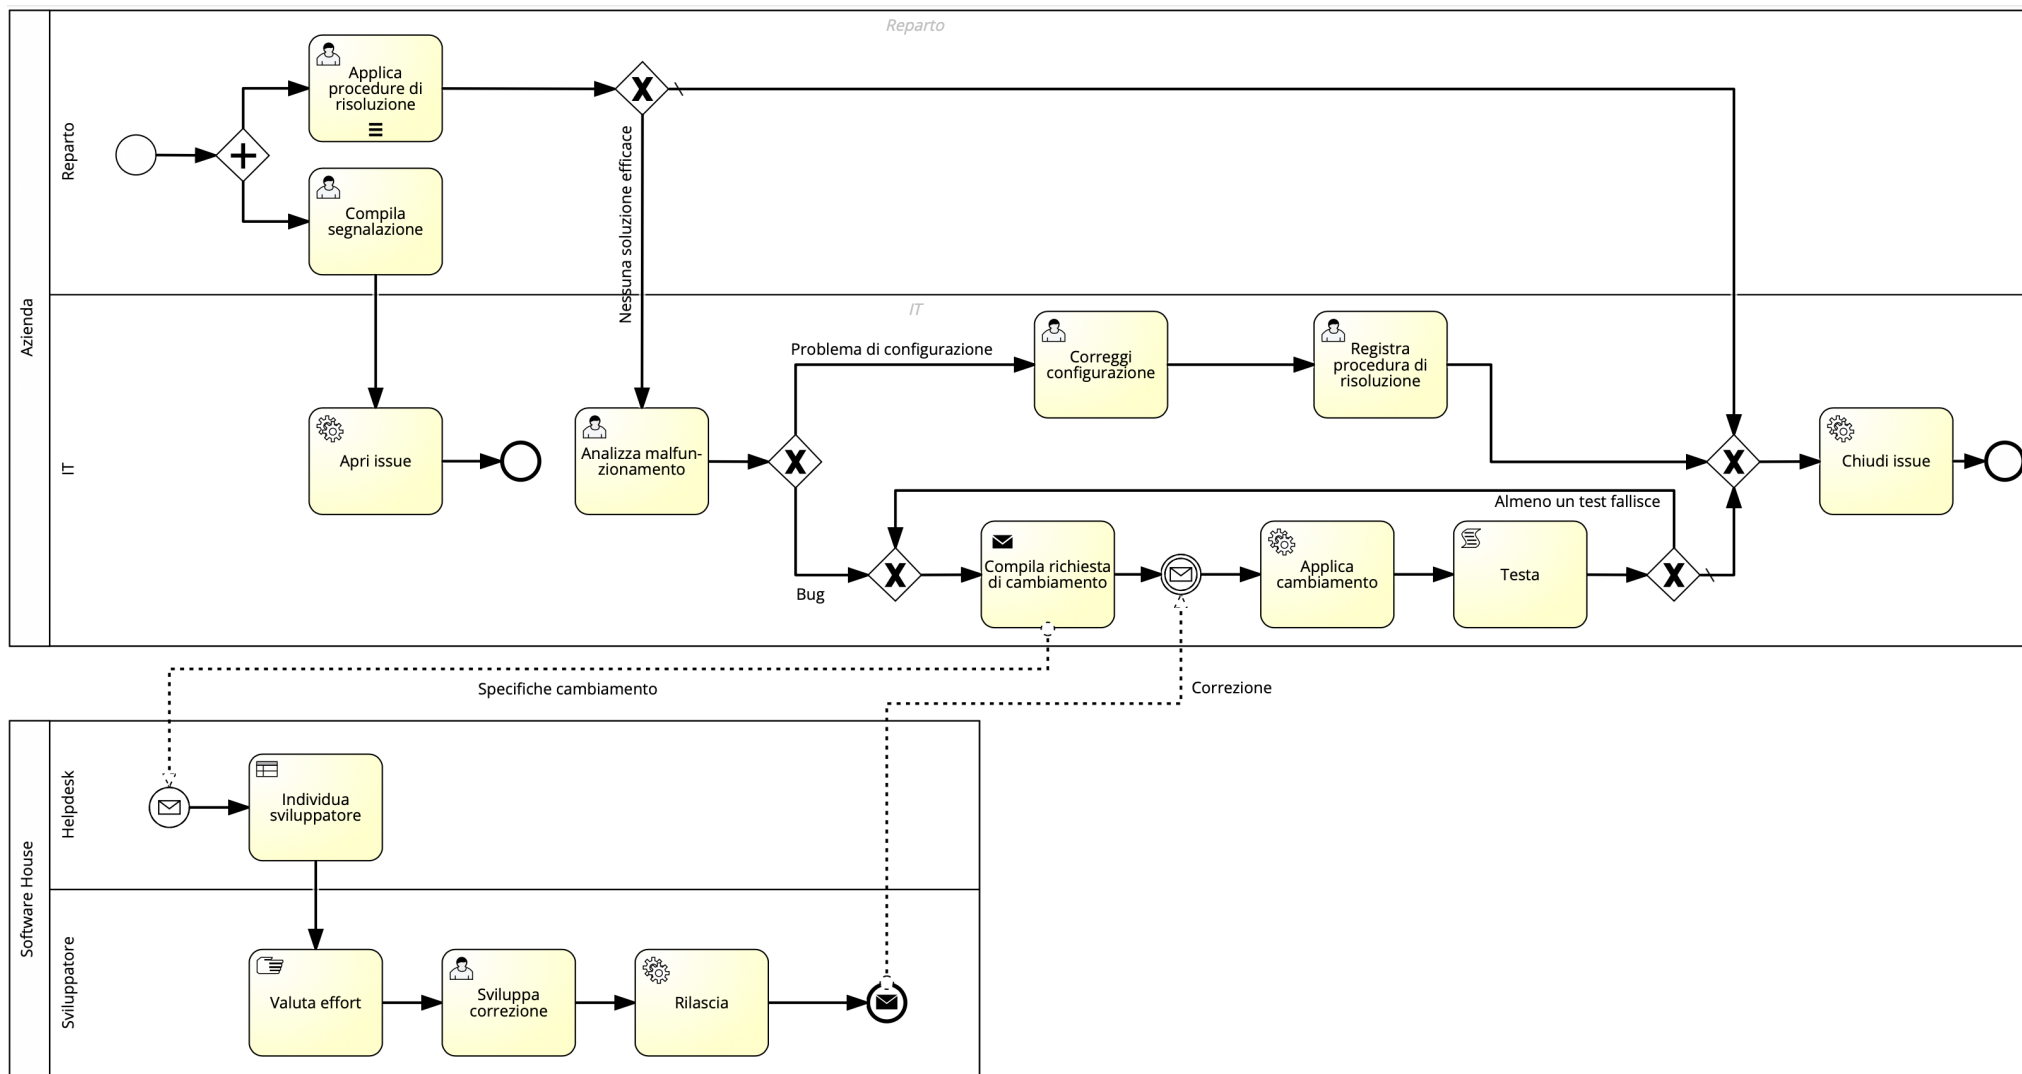 Reparto
Azienda
Reparto
Applica
procedure di
risoluzione
Compila
segnalazione
Nessuna soluzione efficace
IT
IT
Problema di configurazione
Correggi
configurazione
Registra
procedura di
risoluzione
Apri issue
Analizza malfun-
zionamento
Chiudi issue
Almeno un test fallisce
Bug
Compila richiesta
di cambiamento
Applica
cambiamento
Testa
Specifiche cambiamento
Correzione
Software House
Helpdesk
Individua
sviluppatore
Sviluppatore
Valuta effort
Sviluppa
correzione
Rilascia